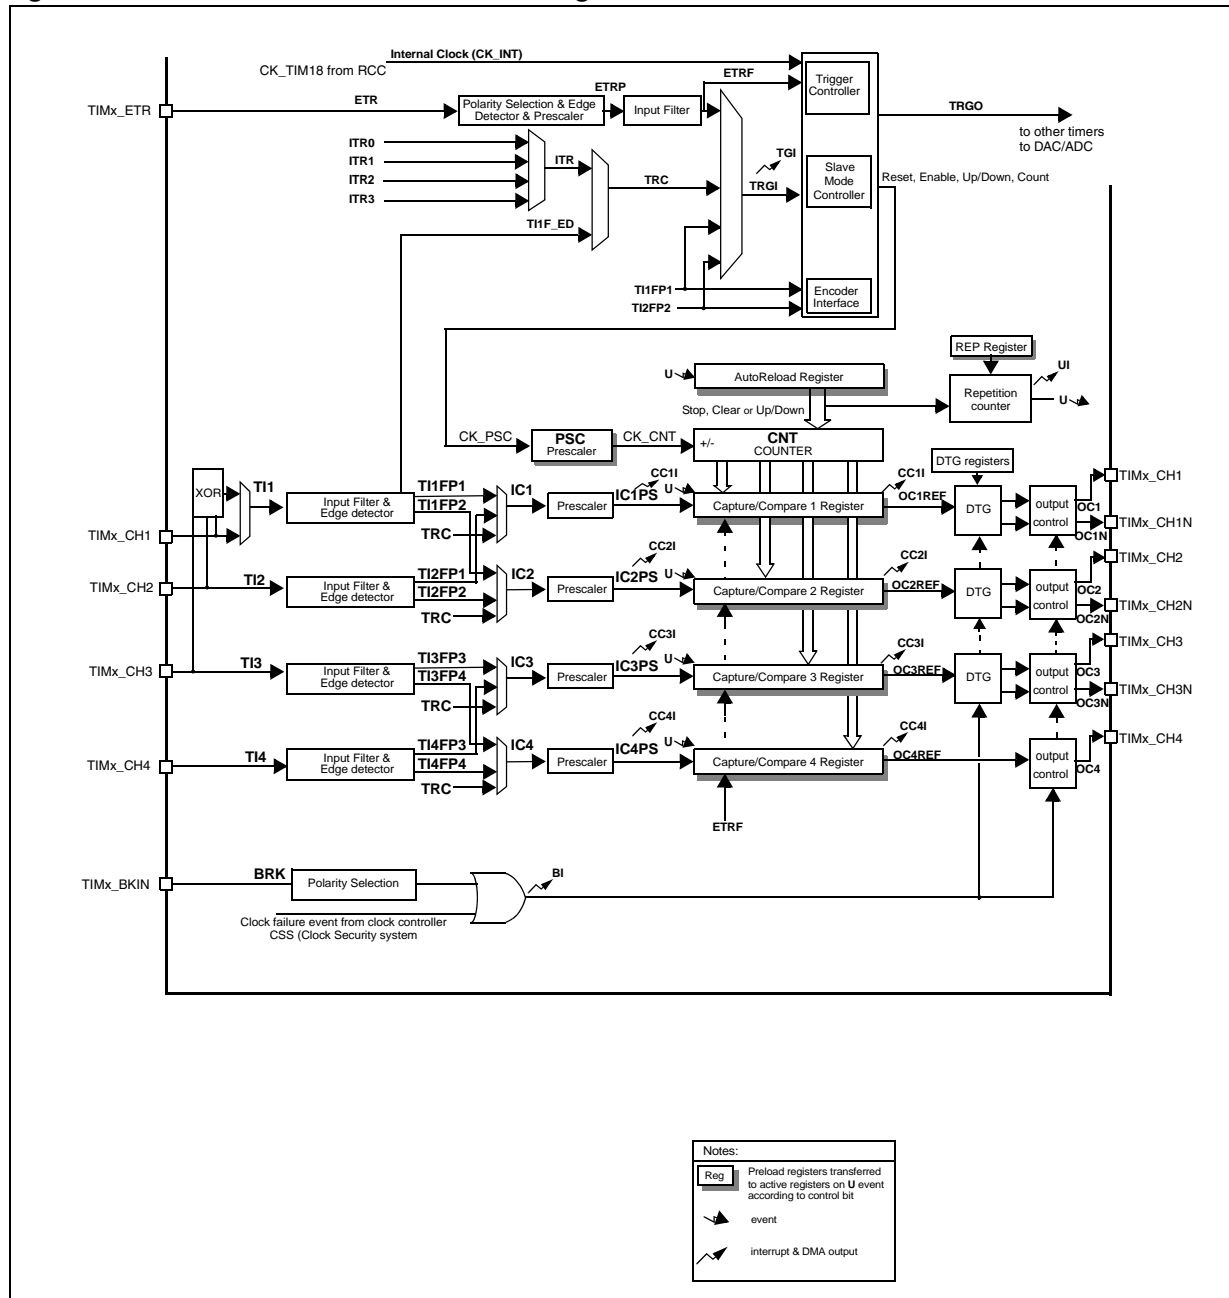 Internal Clock (CK_INT)
CK_TIM18 from RCC
TIMx_ETR
ETR
Polarity Selection & Edge
Detector & Prescaler
ETRP
Input Filter
ETRF
Trigger
Controller
TRGO
to other timers
to DAC/ADC
ITR0
ITR1
ITR2
ITR3
ITR
TI1F_ED
TRC
TGI
TRGI
Slave
Mode
Controller
Reset, Enable, Up/Down, Count
TI1FP1
TI2FP2
Encoder
Interface
REP Register
U
AutoReload Register
UI
Repetition
counter
U
Stop, Clear or Up/Down
CK_PSC
PSC
Prescaler
CK_CNT
+/-
CNT
COUNTER
DTG registers
XOR
TI1
Input Filter &
Edge detector
TI1FP1
TI1FP2
TRC
IC1
Prescaler
CC1I
IC1PS
U
Capture/Compare 1 Register
CC1I
OC1REF
DTG
output
control
OC1
OC1N
TIMx_CH1
TIMx_CH1N
TIMx_CH1
TIMx_CH2
TI2
Input Filter &
Edge detector
TI2FP1
TI2FP2
TRC
IC2
Prescaler
CC2I
IC2PS
U
Capture/Compare 2 Register
CC2I
OC2REF
DTG
output
control
OC2
OC2N
TIMx_CH2
TIMx_CH2N
TIMx_CH3
TI3
Input Filter &
Edge detector
TI3FP3
TI3FP4
TRC
IC3
Prescaler
CC3I
IC3PS
U
Capture/Compare 3 Register
CC3I
OC3REF
DTG
output
control
OC3
OC3N
TIMx_CH3
TIMx_CH3N
TIMx_CH4
TI4
Input Filter &
Edge detector
TI4FP3
TI4FP4
TRC
IC4
Prescaler
CC4I
IC4PS
U
Capture/Compare 4 Register
CC4I
OC4REF
output
control
OC4
TIMx_CH4
ETRF
TIMx_BKIN
BRK
Polarity Selection
BI
Clock failure event from clock controller
CSS (Clock Security system
Notes:
Reg
Preload registers transferred
to active registers on U event
according to control bit
event
interrupt & DMA output